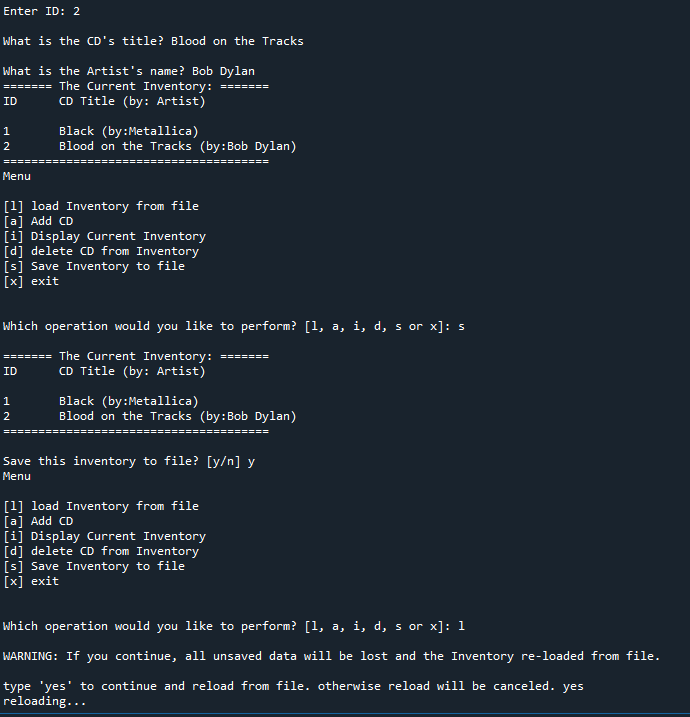 Enter ID: 2
What is the CD's title? Blood on the Tracks
What is the Artist's name? Bob Dylan
======= The Current Inventory: =======
ID      CD Title (by: Artist)
1       Black (by:Metallica)
2       Blood on the Tracks (by:Bob Dylan)
======================================
Menu
[l] load Inventory from file
[a] Add CD
[i] Display Current Inventory
[d] delete CD from Inventory
[s] Save Inventory to file
[x] exit
Which operation would you like to perform? [l, a, i, d, s or x]: s
======= The Current Inventory: =======
ID      CD Title (by: Artist)
1       Black (by:Metallica)
2       Blood on the Tracks (by:Bob Dylan)
======================================
Save this inventory to file? [y/n] y
Menu
[l] load Inventory from file
[a] Add CD
[i] Display Current Inventory
[d] delete CD from Inventory
[s] Save Inventory to file
[x] exit
Which operation would you like to perform? [l, a, i, d, s or x]: l
WARNING: If you continue, all unsaved data will be lost and the Inventory re-loaded from file.
type 'yes' to continue and reload from file. otherwise reload will be canceled. yes
reloading...